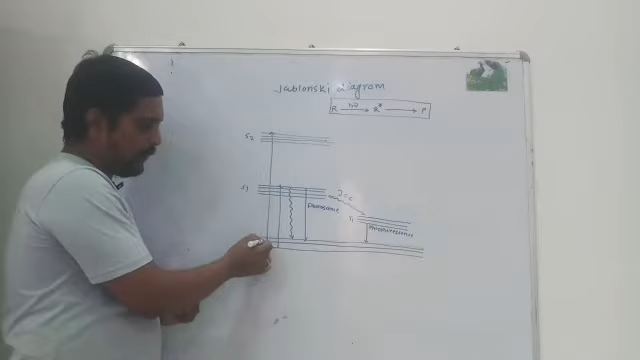 Jablonski diagram
R hν R* P
S2
S1
ISC
Fluorescence
T1
Phosphorescence